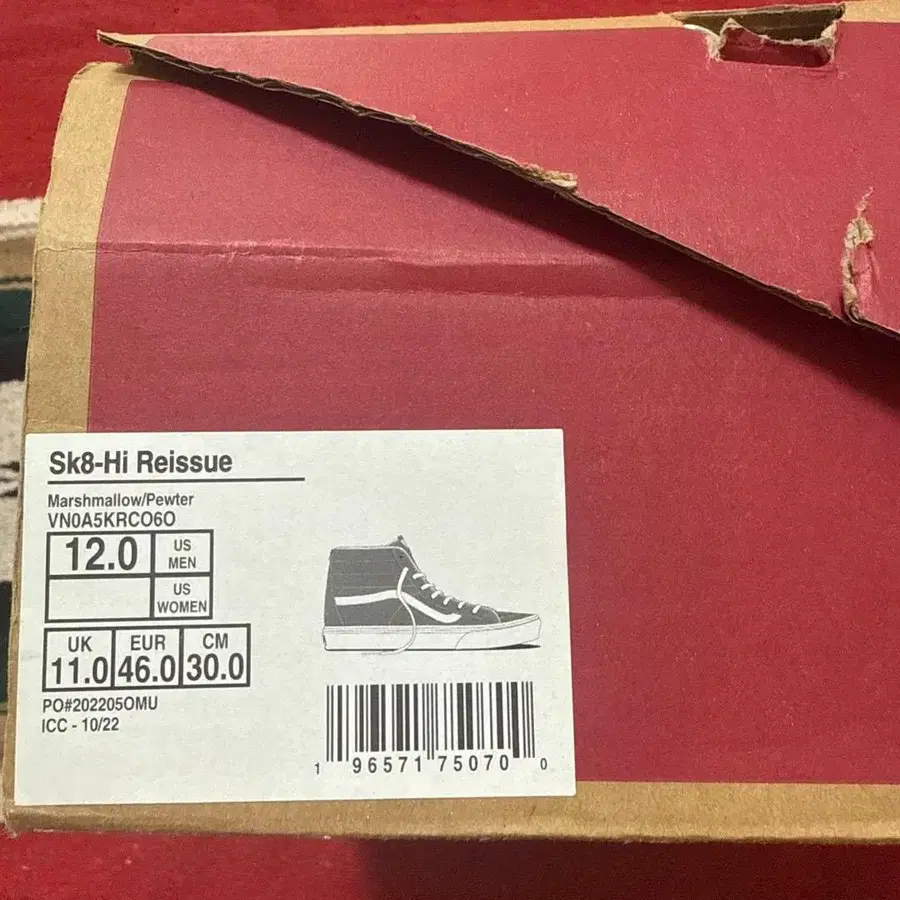 Sk8-Hi Reissue
Marshmallow/Pewter
VN0A5KRCO6O
12.0 US MEN
US WOMEN
UK EUR CM
11.0 46.0 30.0
PO#202205OMU
ICC - 10/22
1 96571 75070 0